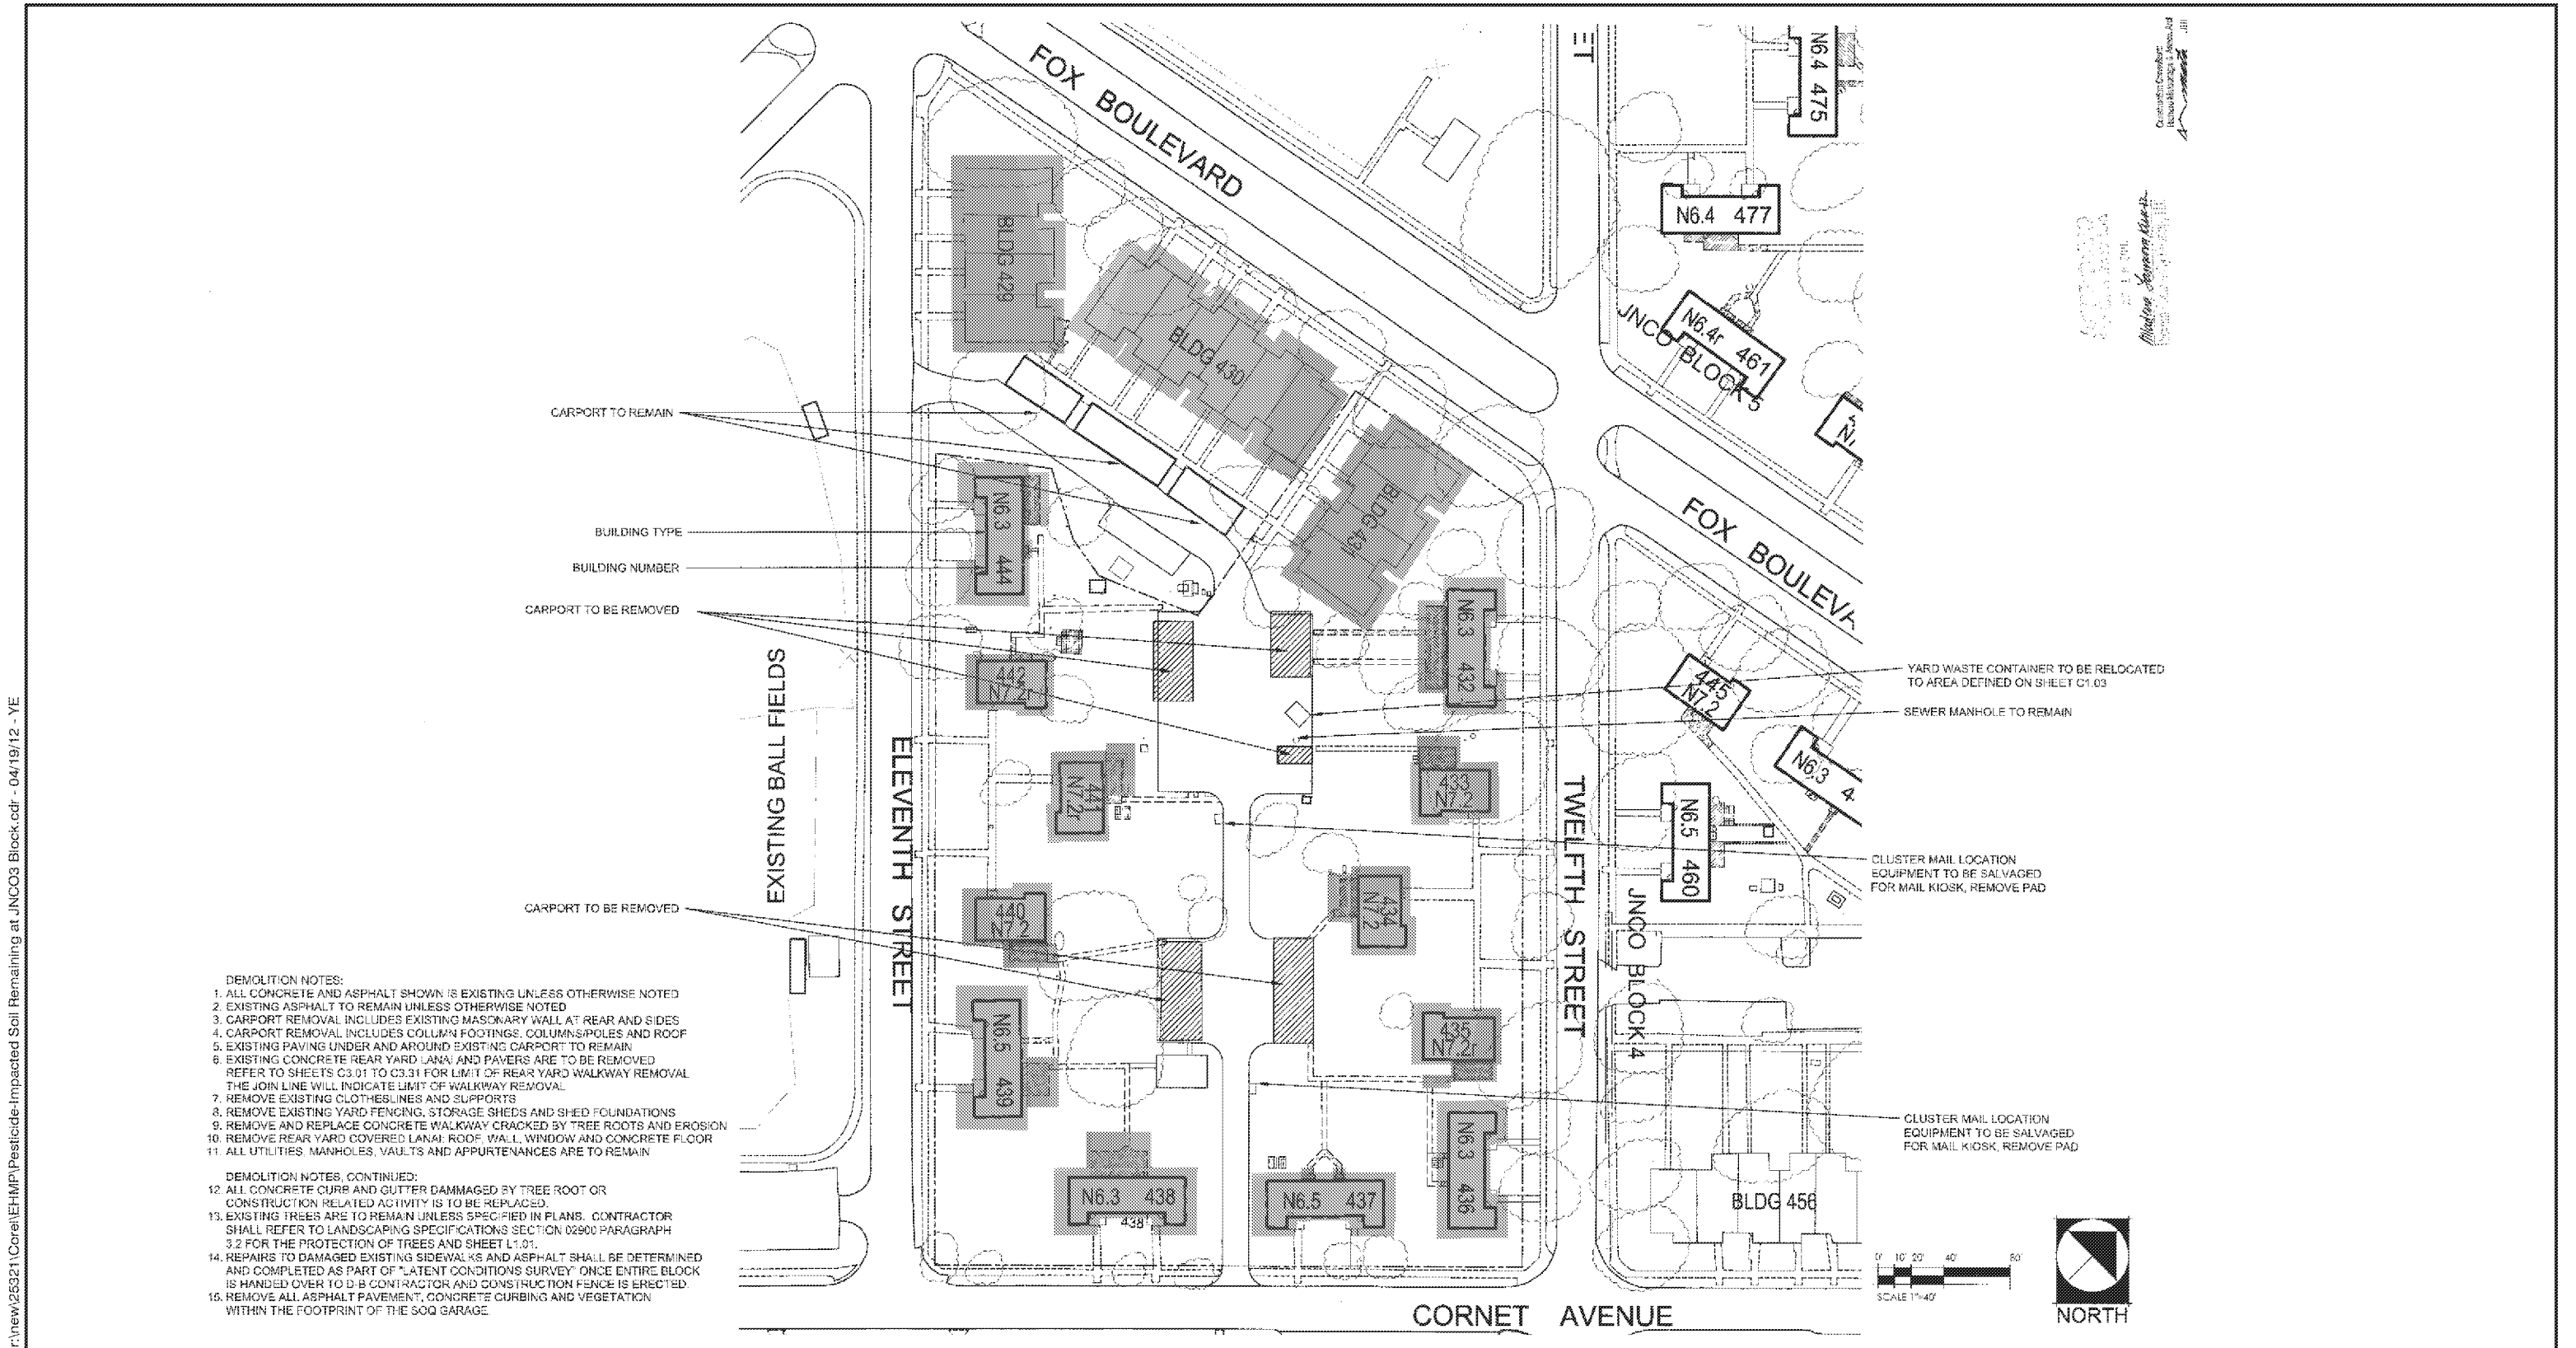 r:\new\25321\Corel\EHMP\Pesticide-Impacted Soil Remaining at JNCO3 Block.cdr - 04/19/12 - YE
FOX BOULEVARD
ET
N6.4 475
N6.4 477
JNCO BLOCK 5
N6.4r 461
BLDG 429
BLDG 430
BLDG 431
CARPORT TO REMAIN
BUILDING TYPE
BUILDING NUMBER
CARPORT TO BE REMOVED
N6.3 444
N6.3 432
FOX BOULEVA
EXISTING BALL FIELDS
ELEVENTH STREET
TWELFTH STREET
442
N7.2r
441
N7.2r
433
N7.2
445
N7.2
N6.3 4
N6.5 460
JNCO BLOCK 4
YARD WASTE CONTAINER TO BE RELOCATED
TO AREA DEFINED ON SHEET C1.03
SEWER MANHOLE TO REMAIN
CLUSTER MAIL LOCATION
EQUIPMENT TO BE SALVAGED
FOR MAIL KIOSK, REMOVE PAD
CARPORT TO BE REMOVED
440
N7.2
434
N7.2
435
N7.2r
N6.5 439
N6.3 436
N6.3 438
438
N6.5 437
BLDG 456
CLUSTER MAIL LOCATION
EQUIPMENT TO BE SALVAGED
FOR MAIL KIOSK, REMOVE PAD
DEMOLITION NOTES:
1. ALL CONCRETE AND ASPHALT SHOWN IS EXISTING UNLESS OTHERWISE NOTED
2. EXISTING ASPHALT TO REMAIN UNLESS OTHERWISE NOTED
3. CARPORT REMOVAL INCLUDES EXISTING MASONARY WALL AT REAR AND SIDES
4. CARPORT REMOVAL INCLUDES COLUMN FOOTINGS, COLUMNS/POLES AND ROOF
5. EXISTING PAVING UNDER AND AROUND EXISTING CARPORT TO REMAIN
6. EXISTING CONCRETE REAR YARD LANAI AND PAVERS ARE TO BE REMOVED
REFER TO SHEETS C3.01 TO C3.31 FOR LIMIT OF REAR YARD WALKWAY REMOVAL
THE JOIN LINE WILL INDICATE LIMIT OF WALKWAY REMOVAL
7. REMOVE EXISTING CLOTHESLINES AND SUPPORTS
8. REMOVE EXISTING YARD FENCING, STORAGE SHEDS AND SHED FOUNDATIONS
9. REMOVE AND REPLACE CONCRETE WALKWAY CRACKED BY TREE ROOTS AND EROSION
10. REMOVE REAR YARD COVERED LANAI: ROOF, WALL, WINDOW AND CONCRETE FLOOR
11. ALL UTILITIES, MANHOLES, VAULTS AND APPURTENANCES ARE TO REMAIN
DEMOLITION NOTES, CONTINUED:
12. ALL CONCRETE CURB AND GUTTER DAMMAGED BY TREE ROOT OR
CONSTRUCTION RELATED ACTIVITY IS TO BE REPLACED.
13. EXISTING TREES ARE TO REMAIN UNLESS SPECIFIED IN PLANS. CONTRACTOR
SHALL REFER TO LANDSCAPING SPECIFICATIONS SECTION 02900 PARAGRAPH
3.2 FOR THE PROTECTION OF TREES AND SHEET L1.01.
14. REPAIRS TO DAMAGED EXISTING SIDEWALKS AND ASPHALT SHALL BE DETERMINED
AND COMPLETED AS PART OF "LATENT CONDITIONS SURVEY" ONCE ENTIRE BLOCK
IS HANDED OVER TO D-B CONTRACTOR AND CONSTRUCTION FENCE IS ERECTED.
15. REMOVE ALL ASPHALT PAVEMENT, CONCRETE CURBING AND VEGETATION
WITHIN THE FOOTPRINT OF THE SOQ GARAGE.
0' 10' 20' 40' 80'
SCALE 1"=40'
NORTH
CORNET AVENUE